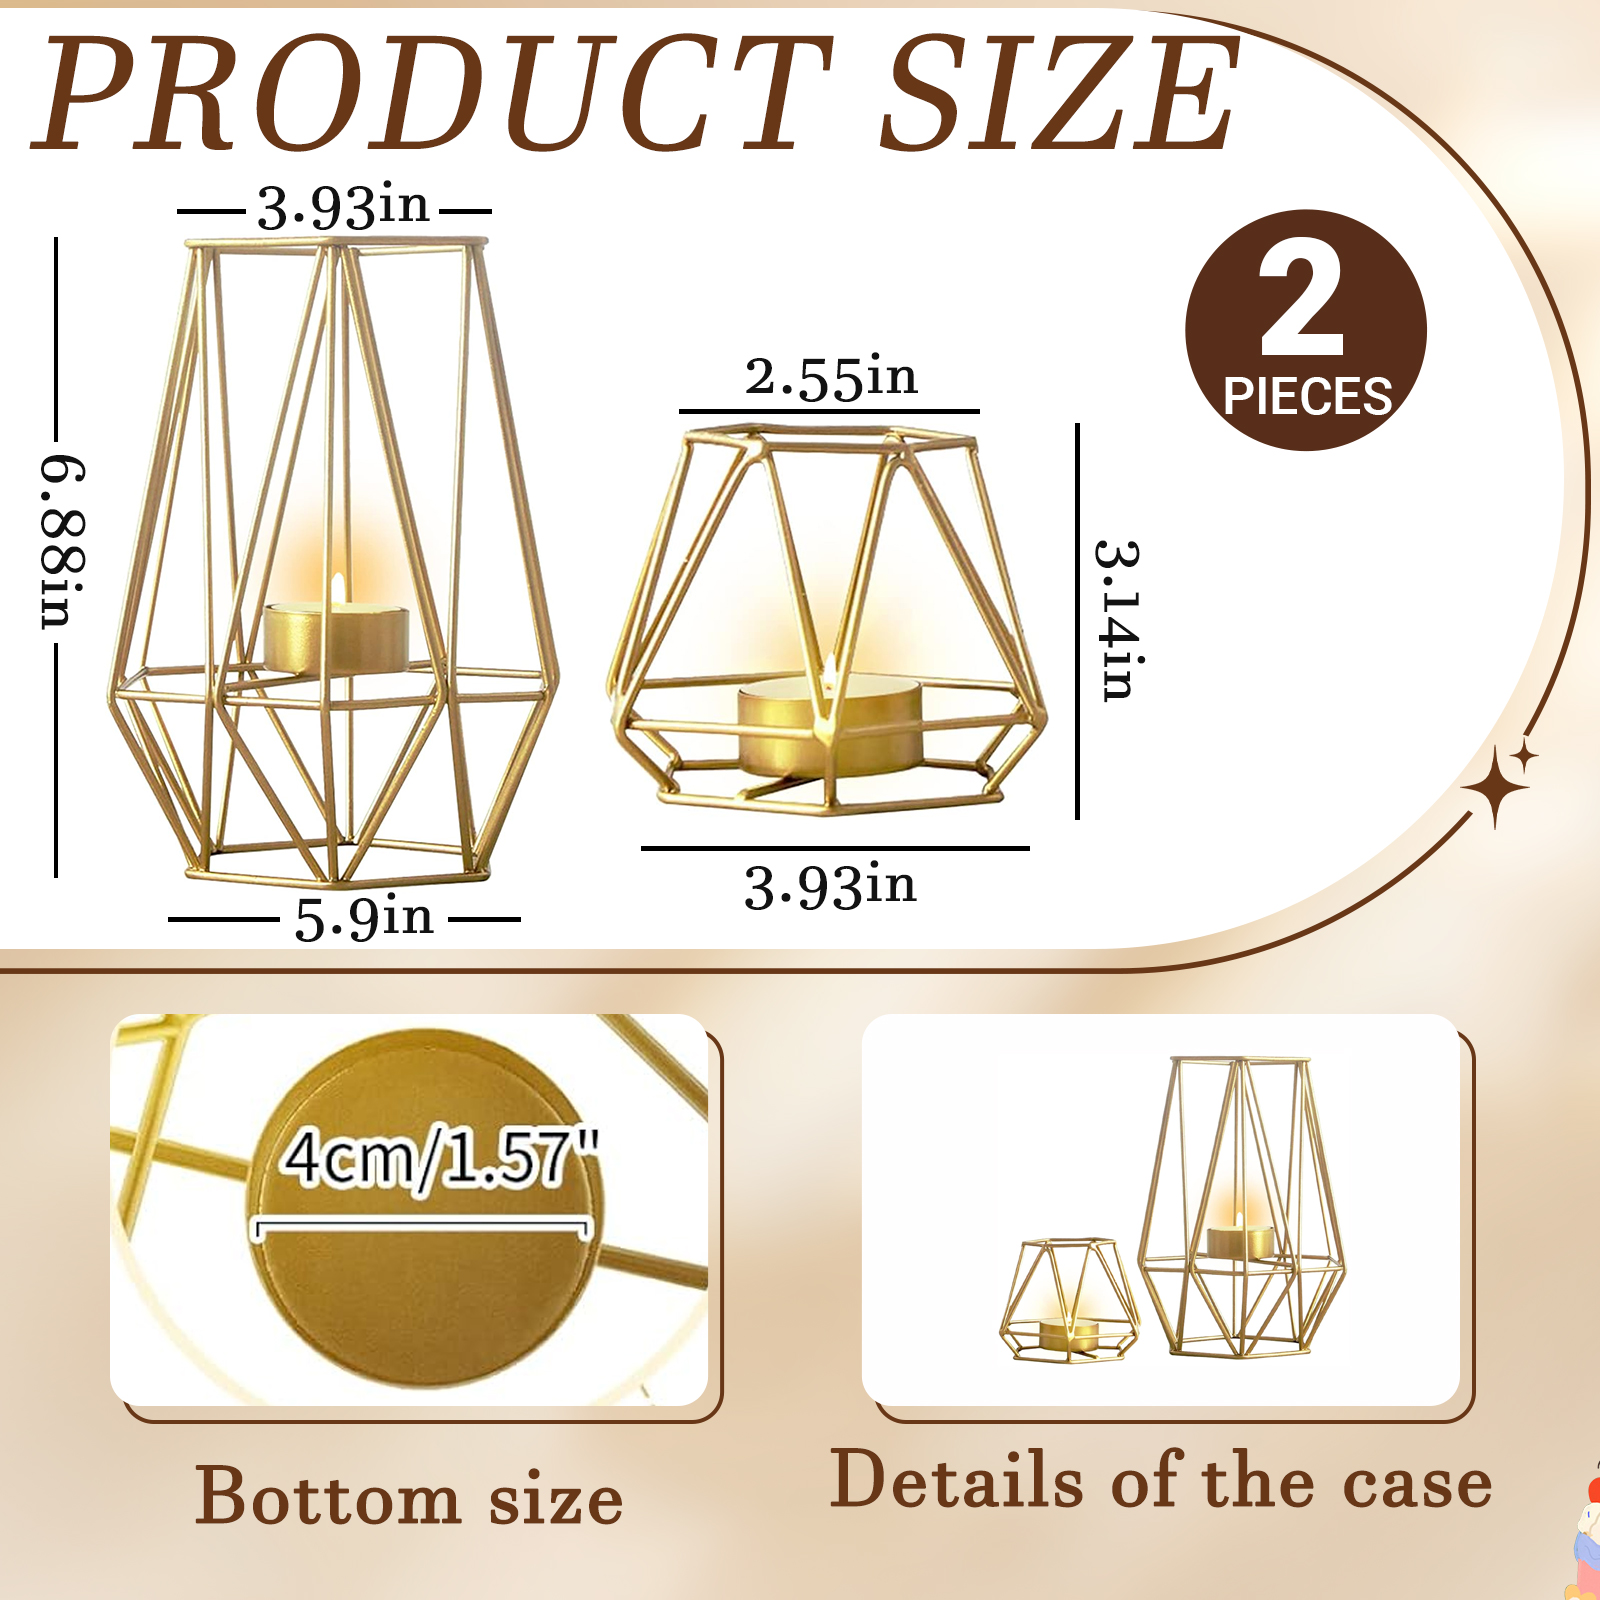 PRODUCT SIZE
3.93in
6.88in
5.9in
2.55in
3.14in
3.93in
2
PIECES
4cm/1.57"
Bottom size
Details of the case